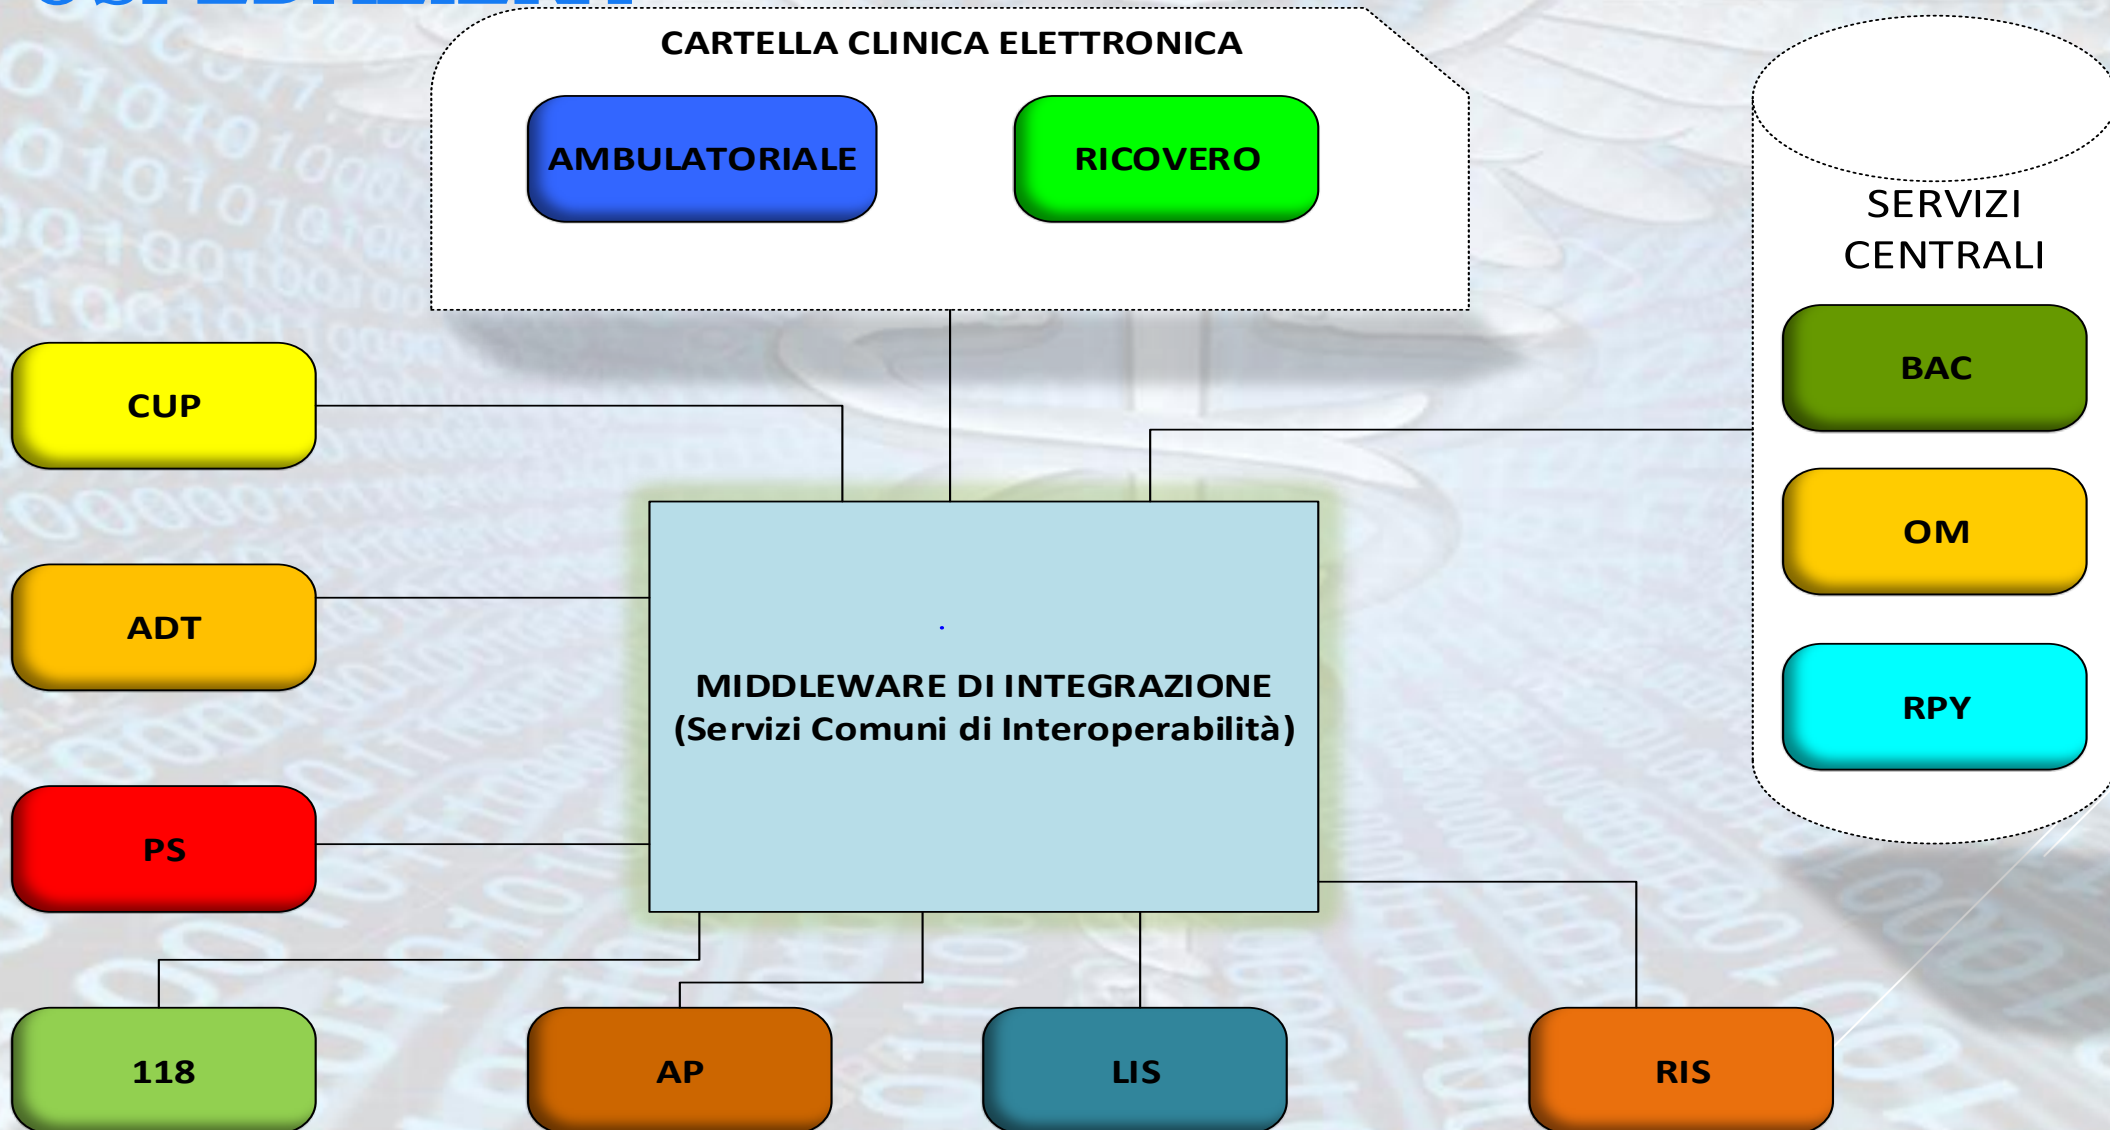 CARTELLA CLINICA ELETTRONICA
AMBULATORIALE
RICOVERO
SERVIZI
CENTRALI
BAC
OM
RPY
CUP
ADT
PS
MIDDLEWARE DI INTEGRAZIONE
(Servizi Comuni di Interoperabilità)
118
AP
LIS
RIS